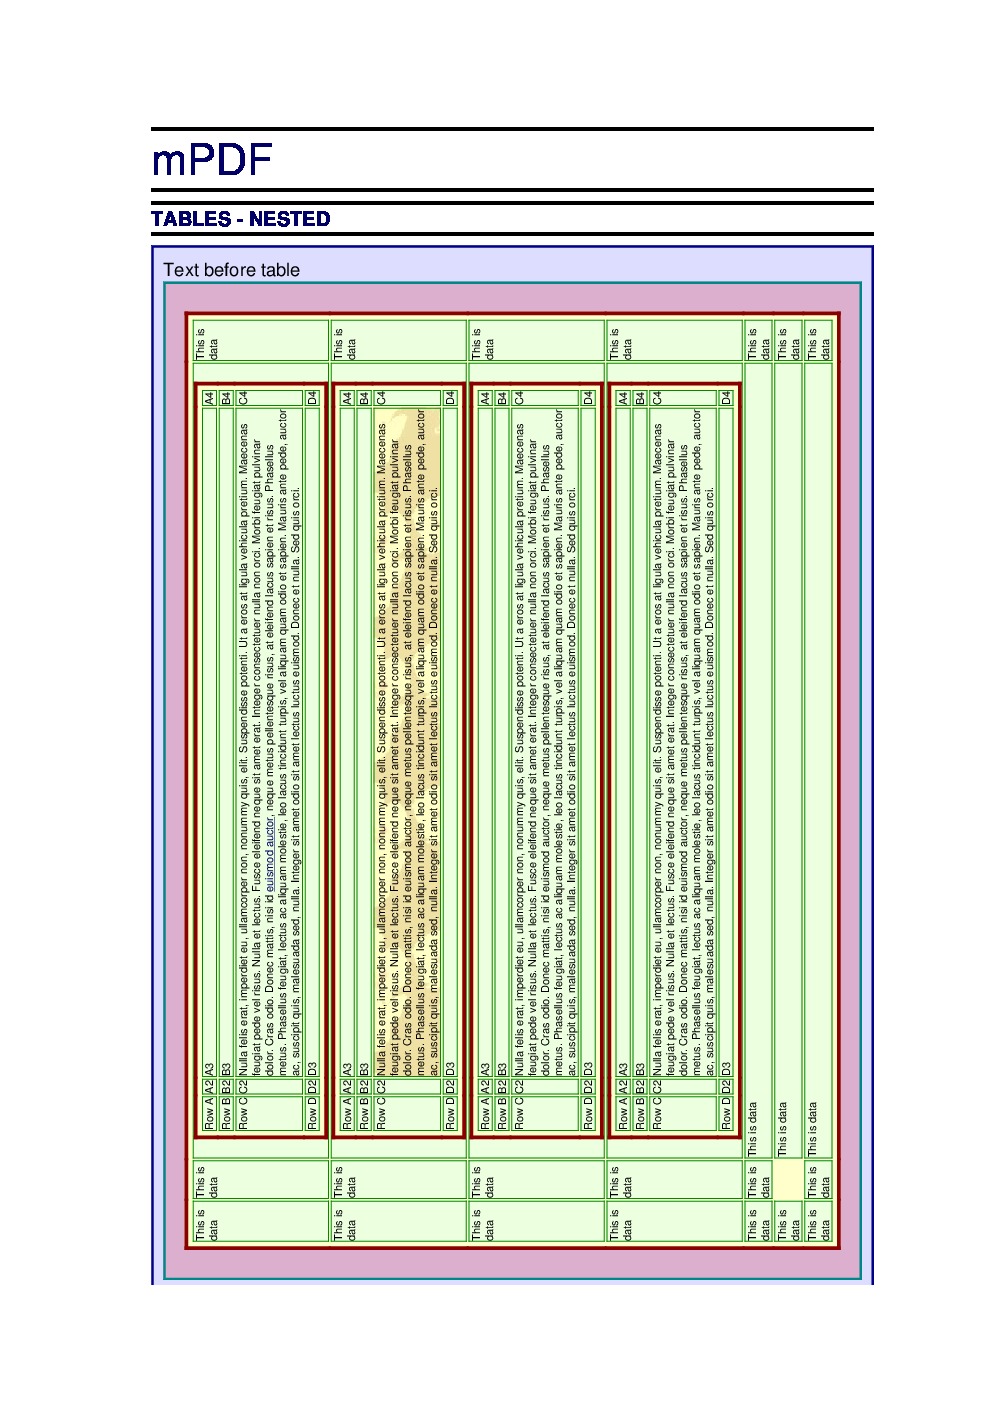 mPDF
TABLES - NESTED
Text before table
This is
data
This is
data
Row A A2 A3 A4
Row B B2 B3 B4
Row C C2 Nulla felis erat, imperdiet eu, ullamcorper non, nonummy quis, elit. Suspendisse potenti. Ut a eros at ligula vehicula pretium. Maecenas C4
feugiat pede vel risus. Nulla et lectus. Fusce eleifend neque sit amet erat. Integer consectetuer nulla non orci. Morbi feugiat pulvinar
dolor. Cras odio. Donec mattis, nisi id euismod auctor, neque metus pellentesque risus, at eleifend lacus sapien et risus. Phasellus
metus. Phasellus feugiat, lectus ac aliquam molestie, leo lacus tincidunt turpis, vel aliquam quam odio et sapien. Mauris ante pede, auctor
ac, suscipit quis, malesuada sed, nulla. Integer sit amet odio sit amet lectus luctus euismod. Donec et nulla. Sed quis orci.
Row D D2 D3 D4
This is
data
This is
data
This is
data
Row A A2 A3 A4
Row B B2 B3 B4
Row C C2 Nulla felis erat, imperdiet eu, ullamcorper non, nonummy quis, elit. Suspendisse potenti. Ut a eros at ligula vehicula pretium. Maecenas C4
feugiat pede vel risus. Nulla et lectus. Fusce eleifend neque sit amet erat. Integer consectetuer nulla non orci. Morbi feugiat pulvinar
dolor. Cras odio. Donec mattis, nisi id euismod auctor, neque metus pellentesque risus, at eleifend lacus sapien et risus. Phasellus
metus. Phasellus feugiat, lectus ac aliquam molestie, leo lacus tincidunt turpis, vel aliquam quam odio et sapien. Mauris ante pede, auctor
ac, suscipit quis, malesuada sed, nulla. Integer sit amet odio sit amet lectus luctus euismod. Donec et nulla. Sed quis orci.
Row D D2 D3 D4
This is
data
This is
data
This is
data
Row A A2 A3 A4
Row B B2 B3 B4
Row C C2 Nulla felis erat, imperdiet eu, ullamcorper non, nonummy quis, elit. Suspendisse potenti. Ut a eros at ligula vehicula pretium. Maecenas C4
feugiat pede vel risus. Nulla et lectus. Fusce eleifend neque sit amet erat. Integer consectetuer nulla non orci. Morbi feugiat pulvinar
dolor. Cras odio. Donec mattis, nisi id euismod auctor, neque metus pellentesque risus, at eleifend lacus sapien et risus. Phasellus
metus. Phasellus feugiat, lectus ac aliquam molestie, leo lacus tincidunt turpis, vel aliquam quam odio et sapien. Mauris ante pede, auctor
ac, suscipit quis, malesuada sed, nulla. Integer sit amet odio sit amet lectus luctus euismod. Donec et nulla. Sed quis orci.
Row D D2 D3 D4
This is
data
This is
data
This is
data
Row A A2 A3 A4
Row B B2 B3 B4
Row C C2 Nulla felis erat, imperdiet eu, ullamcorper non, nonummy quis, elit. Suspendisse potenti. Ut a eros at ligula vehicula pretium. Maecenas C4
feugiat pede vel risus. Nulla et lectus. Fusce eleifend neque sit amet erat. Integer consectetuer nulla non orci. Morbi feugiat pulvinar
dolor. Cras odio. Donec mattis, nisi id euismod auctor, neque metus pellentesque risus, at eleifend lacus sapien et risus. Phasellus
metus. Phasellus feugiat, lectus ac aliquam molestie, leo lacus tincidunt turpis, vel aliquam quam odio et sapien. Mauris ante pede, auctor
ac, suscipit quis, malesuada sed, nulla. Integer sit amet odio sit amet lectus luctus euismod. Donec et nulla. Sed quis orci.
Row D D2 D3 D4
This is
data
This is
data
This is
data
This is data
This is
data
This is
data
This is data
This is
data
This is
data
This is
data
This is data
This is
data